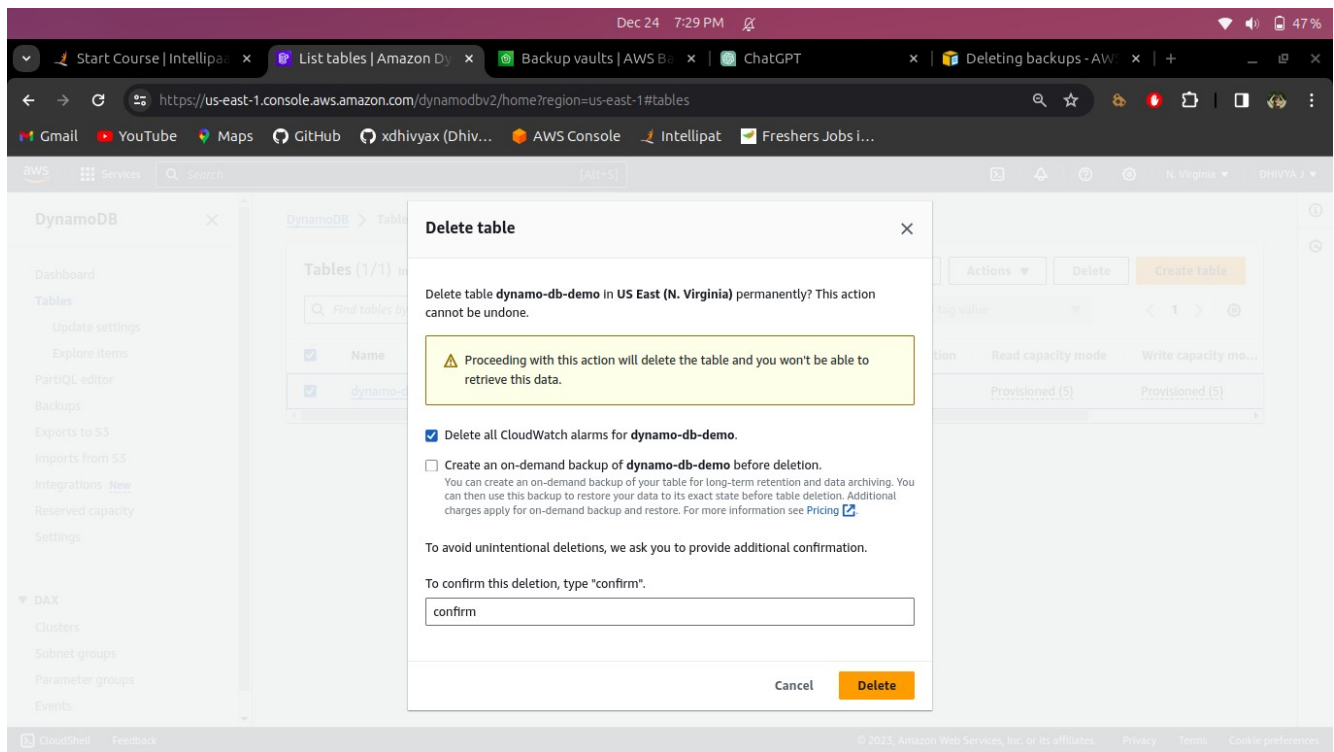 Dec 24 7:29 PM
47 %
Start Course | Intellipaa
List tables | Amazon Dy
Backup vaults | AWS Ba
ChatGPT
Deleting backups - AW
https://us-east-1.console.aws.amazon.com/dynamodbv2/home?region=us-east-1#tables
Gmail YouTube Maps GitHub xdhivyax (Dhiv... AWS Console Intellipat Freshers Jobs i...
aws Services Search [Alt+S] N. Virginia DHIVYA J
DynamoDB
Dashboard
Tables
Update settings
Explore items
PartiQL editor
Backups
Exports to S3
Imports from S3
Integrations New
Reserved capacity
Settings
DAX
Clusters
Subnet groups
Parameter groups
Events
DynamoDB > Table
Tables (1/1)
Actions Delete Create table
Find tables by
tag value
1
Name
Read capacity mode Write capacity mo...
dynamo-d
Provisioned (5) Provisioned (5)
Delete table
Delete table dynamo-db-demo in US East (N. Virginia) permanently? This action
cannot be undone.
Proceeding with this action will delete the table and you won't be able to
retrieve this data.
Delete all CloudWatch alarms for dynamo-db-demo.
Create an on-demand backup of dynamo-db-demo before deletion.
You can create an on-demand backup of your table for long-term retention and data archiving. You
can then use this backup to restore your data to its exact state before table deletion. Additional
charges apply for on-demand backup and restore. For more information see Pricing
To avoid unintentional deletions, we ask you to provide additional confirmation.
To confirm this deletion, type "confirm".
confirm
Cancel Delete
CloudShell Feedback © 2023, Amazon Web Services, Inc. or its affiliates. Privacy Terms Cookie preferences